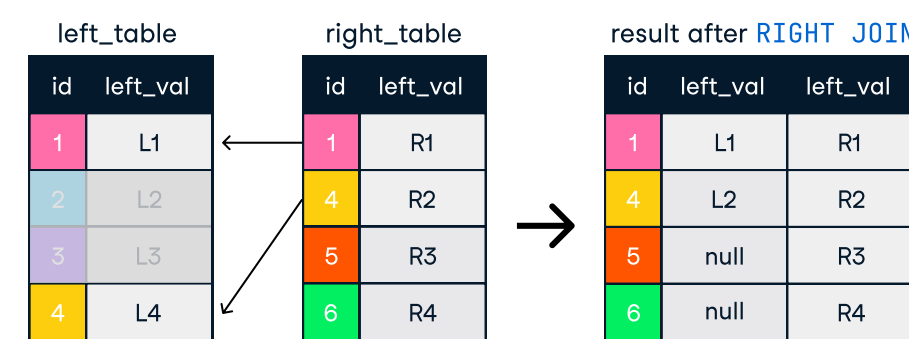 left_table right_table result after RIGHT JOIN
id left_val id left_val id left_val left_val
1 L1 1 R1 1 L1 R1
2 L2 4 R2 4 L2 R2
3 L3 5 R3 5 null R3
4 L4 6 R4 6 null R4